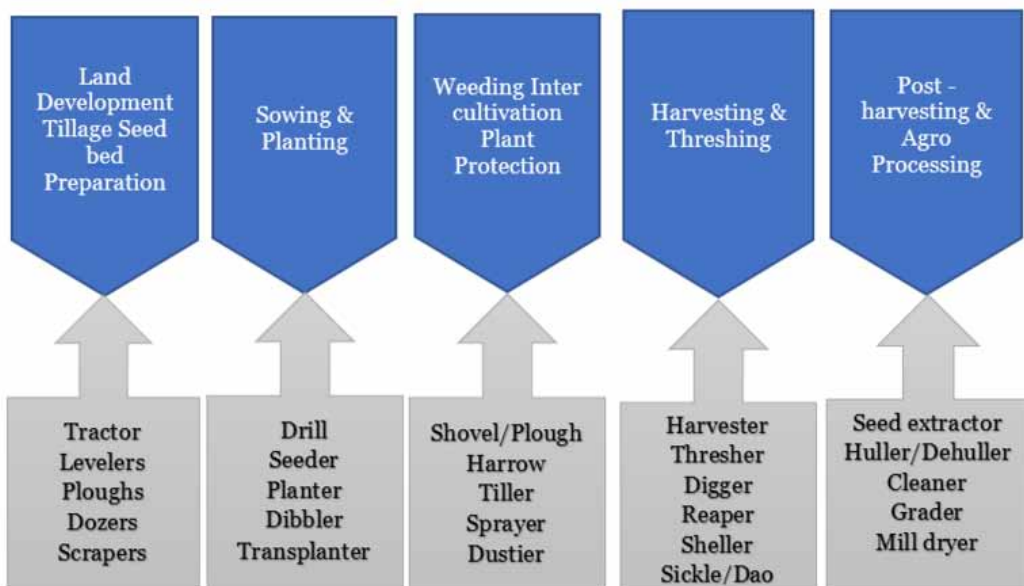 Land
Development
Tillage Seed
bed
Preparation
Sowing &
Planting
Weeding Inter
cultivation
Plant
Protection
Harvesting &
Threshing
Post -
harvesting &
Agro
Processing
Tractor
Levelers
Ploughs
Dozers
Scrapers
Drill
Seeder
Planter
Dibbler
Transplanter
Shovel/Plough
Harrow
Tiller
Sprayer
Dustier
Harvester
Thresher
Digger
Reaper
Sheller
Sickle/Dao
Seed extractor
Huller/Dehuller
Cleaner
Grader
Mill dryer